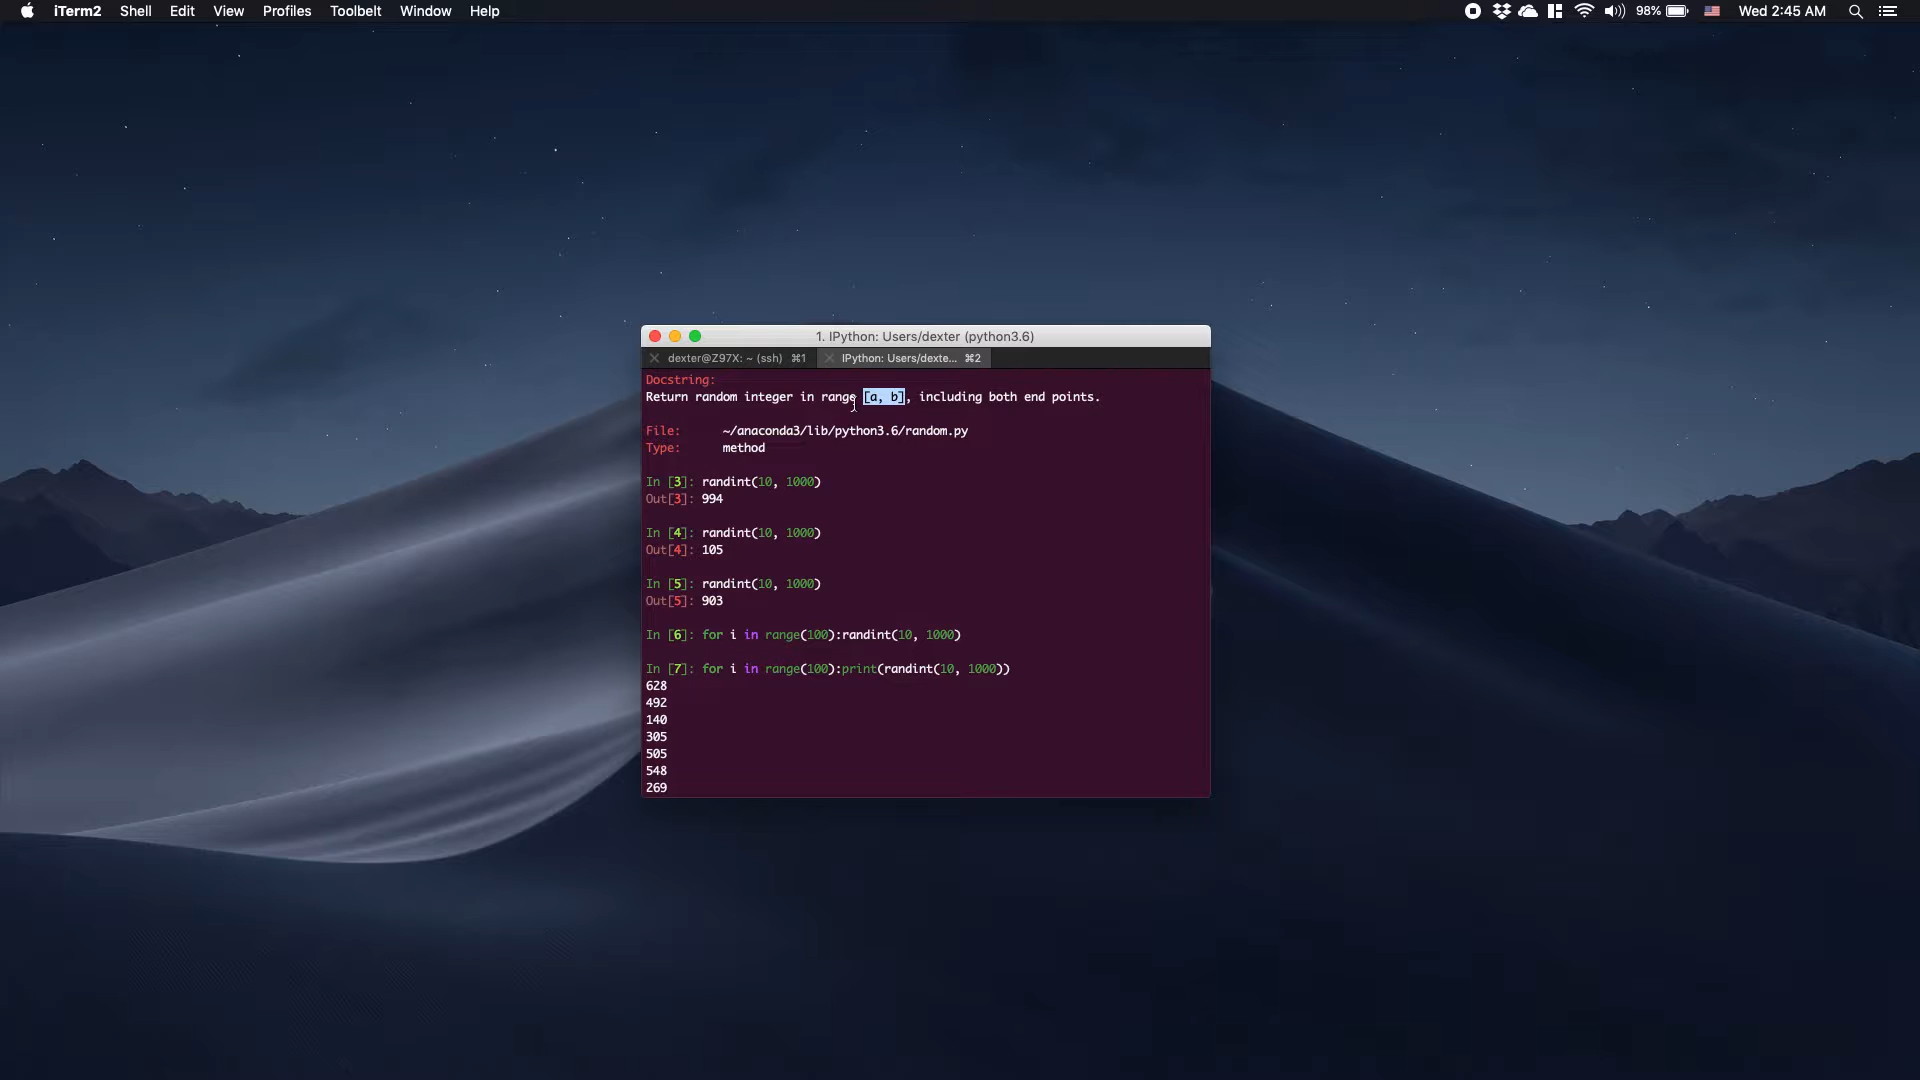 iTerm2 Shell Edit View Profiles Toolbelt Window Help 98% Wed 2:45 AM
1. IPython: Users/dexter (python3.6)
dexter@Z97X: ~ (ssh) ⌘1 IPython: Users/dexte... ⌘2
Docstring:
Return random integer in range [a, b], including both end points.
File: ~/anaconda3/lib/python3.6/random.py
Type: method
In [3]: randint(10, 1000)
Out[3]: 994
In [4]: randint(10, 1000)
Out[4]: 105
In [5]: randint(10, 1000)
Out[5]: 903
In [6]: for i in range(100):randint(10, 1000)
In [7]: for i in range(100):print(randint(10, 1000))
628
492
140
305
505
548
269